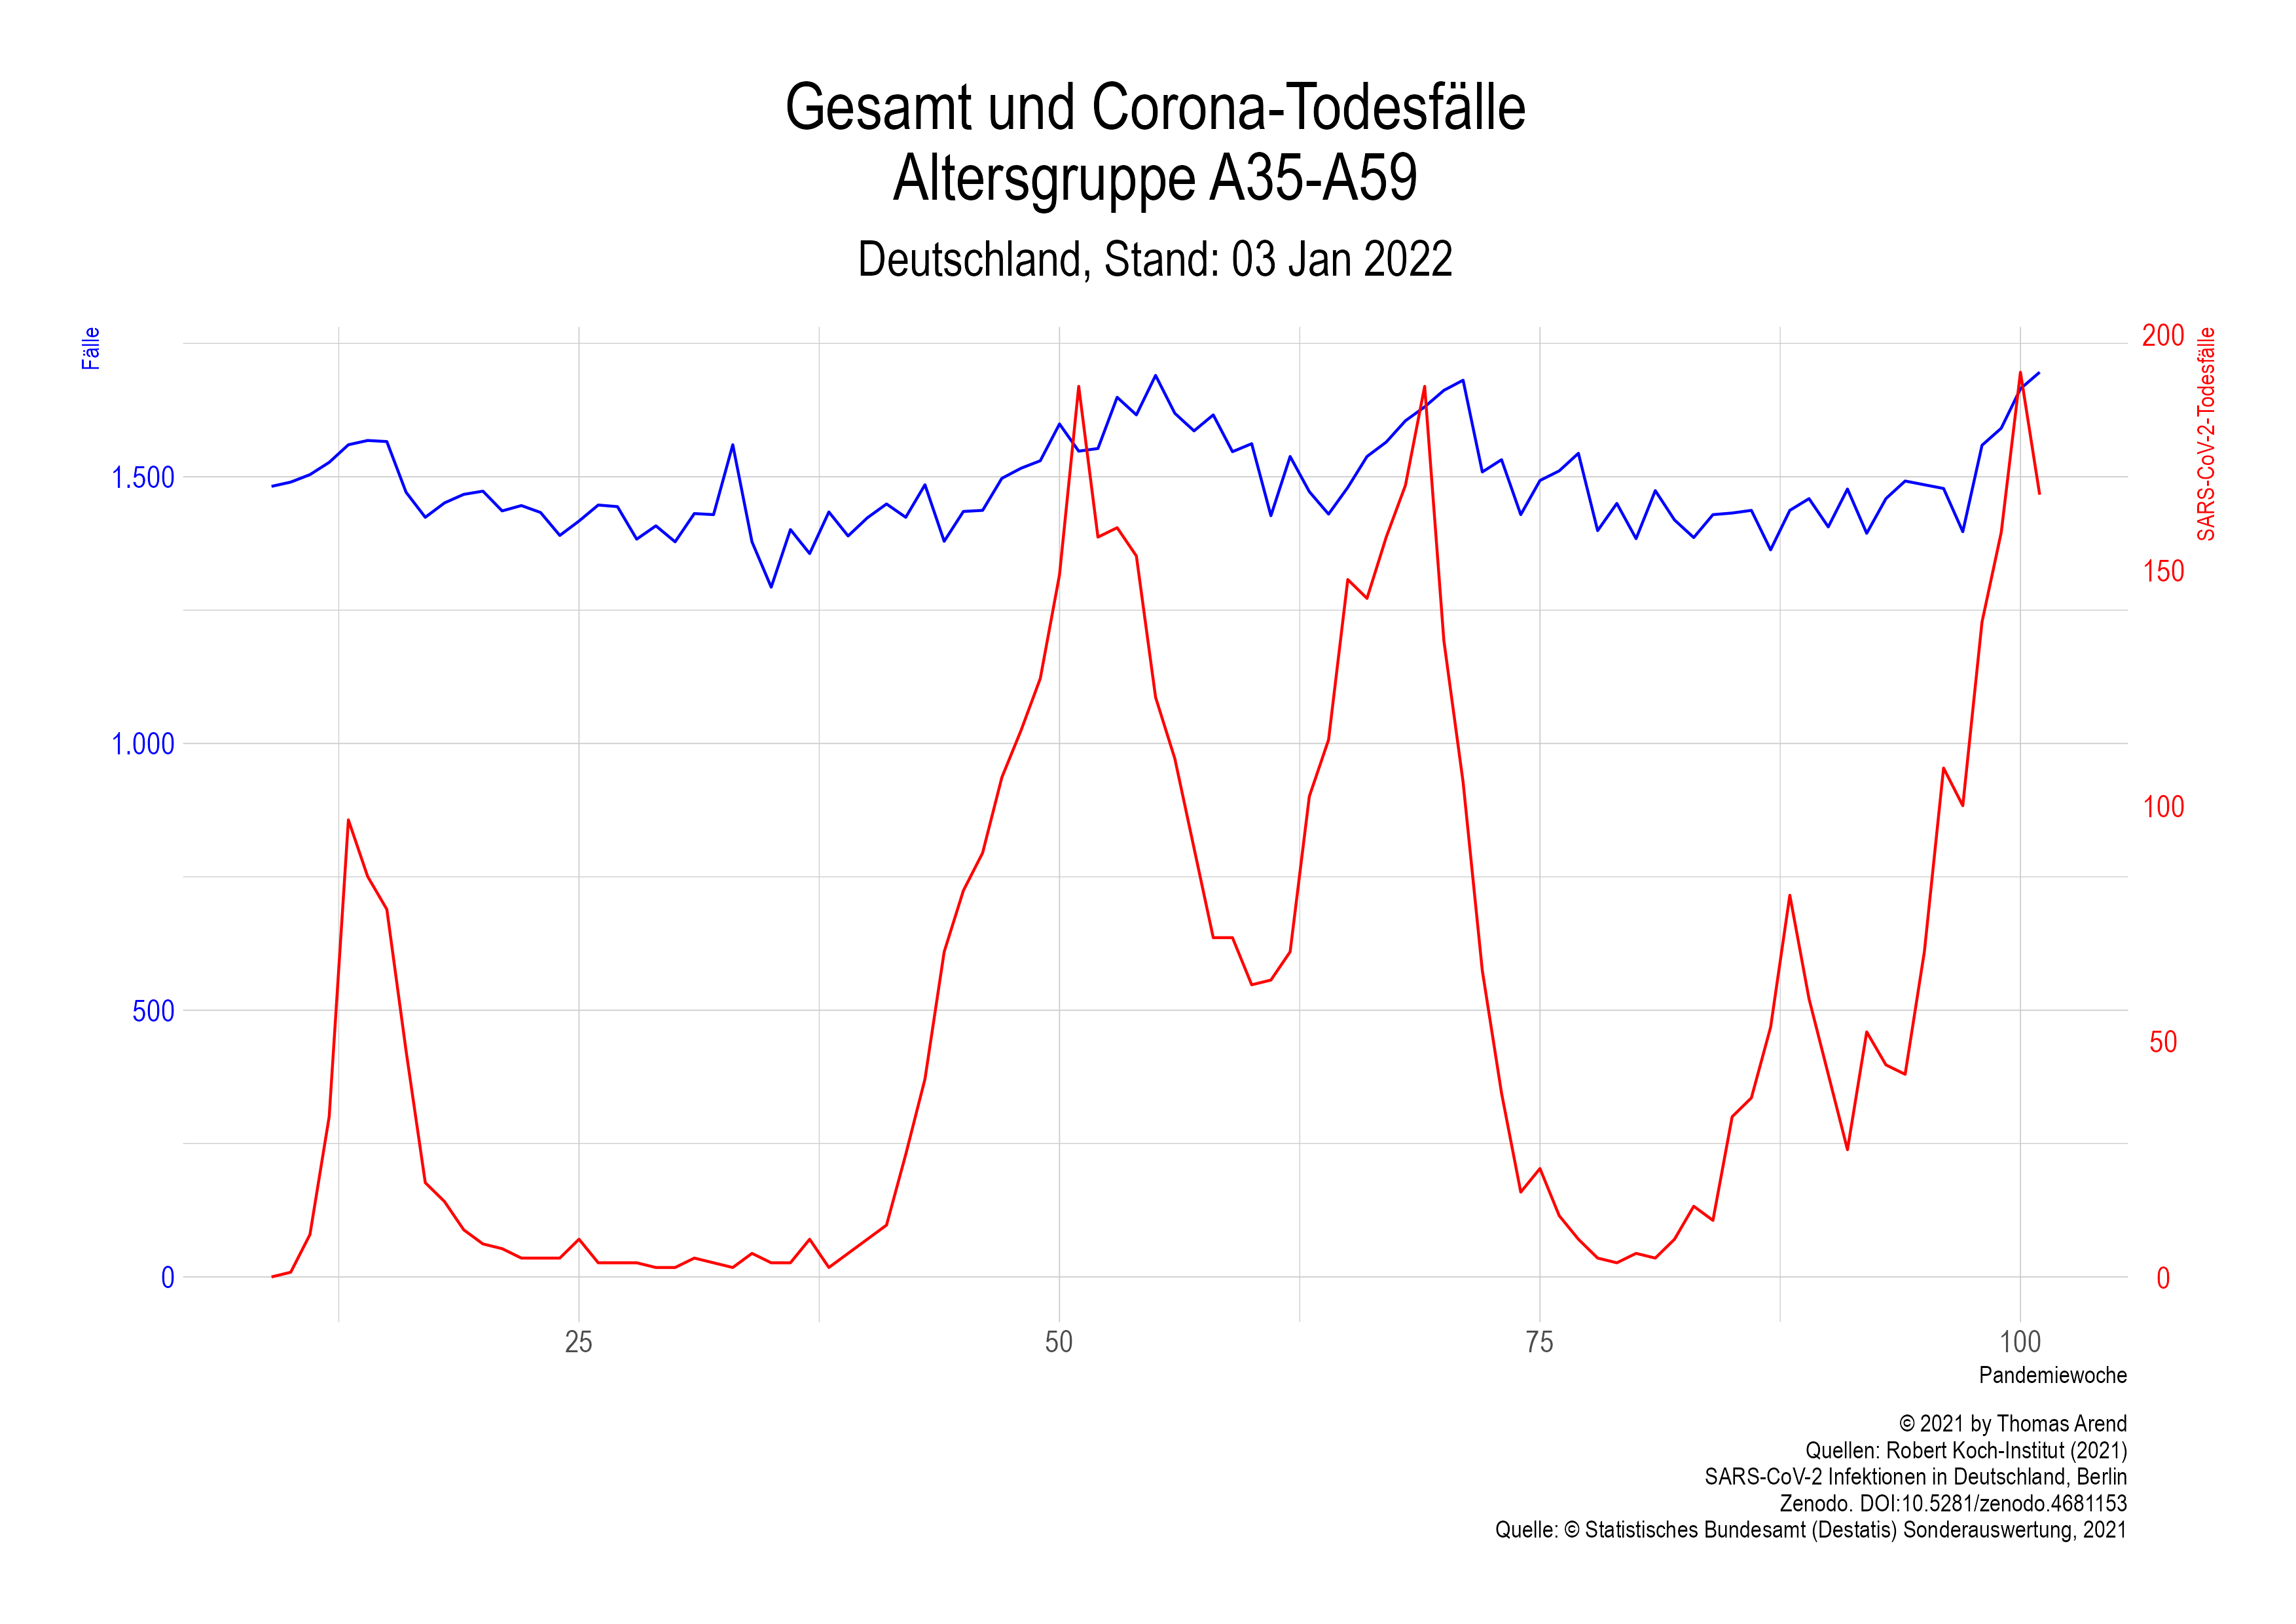 Gesamt und Corona-Todesfälle
Altersgruppe A35-A59
Deutschland, Stand: 03 Jan 2022
Fälle
1.500
1.000
500
0
200
150
100
50
0
SARS-CoV-2-Todesfälle
25
50
75
100
Pandemiewoche
© 2021 by Thomas Arend
Quellen: Robert Koch-Institut (2021)
SARS-CoV-2 Infektionen in Deutschland, Berlin
Zenodo. DOI:10.5281/zenodo.4681153
Quelle: © Statistisches Bundesamt (Destatis) Sonderauswertung, 2021